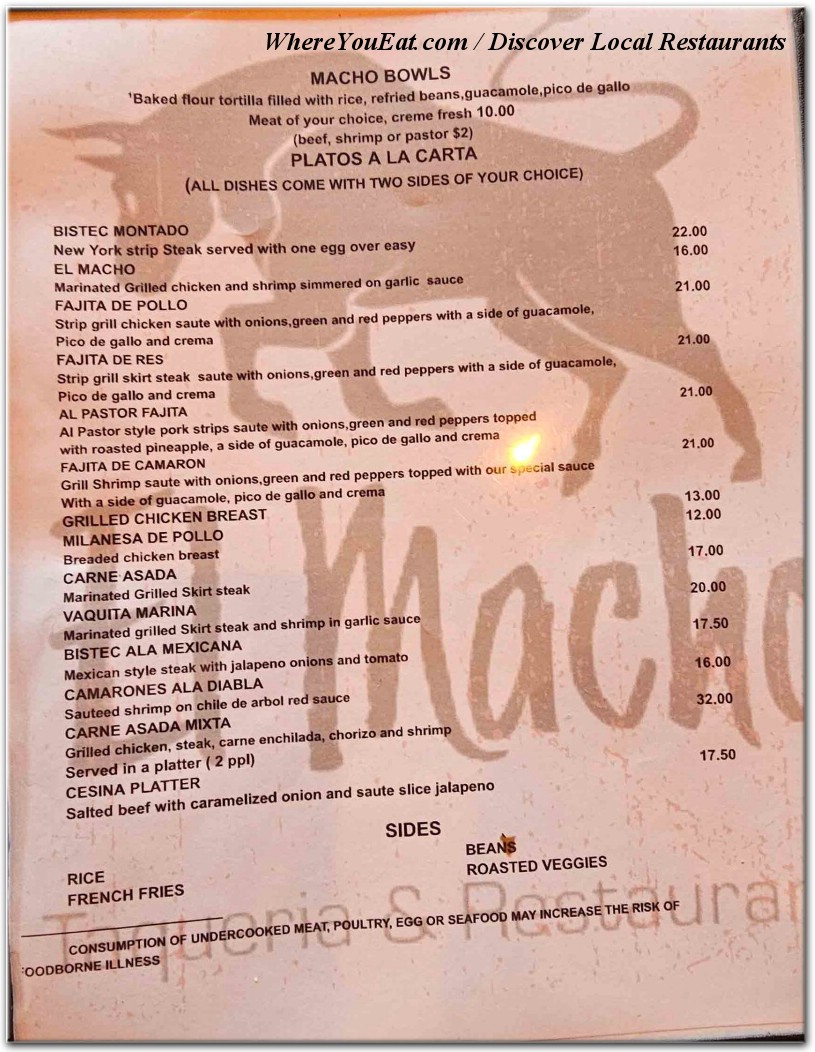 WhereYouEat.com / Discover Local Restaurants
MACHO BOWLS
¹Baked flour tortilla filled with rice, refried beans,guacamole,pico de gallo
Meat of your choice, creme fresh 10.00
(beef, shrimp or pastor $2)
PLATOS A LA CARTA
(ALL DISHES COME WITH TWO SIDES OF YOUR CHOICE)
BISTEC MONTADO 22.00
New York strip Steak served with one egg over easy 16.00
EL MACHO
Marinated Grilled chicken and shrimp simmered on garlic sauce 21.00
FAJITA DE POLLO
Strip grill chicken saute with onions,green and red peppers with a side of guacamole,
Pico de gallo and crema 21.00
FAJITA DE RES
Strip grill skirt steak saute with onions,green and red peppers with a side of guacamole,
Pico de gallo and crema 21.00
AL PASTOR FAJITA
Al Pastor style pork strips saute with onions,green and red peppers topped
with roasted pineapple, a side of guacamole, pico de gallo and crema 21.00
FAJITA DE CAMARON
Grill Shrimp saute with onions,green and red peppers topped with our special sauce
With a side of guacamole, pico de gallo and crema 13.00
GRILLED CHICKEN BREAST 12.00
MILANESA DE POLLO
Breaded chicken breast 17.00
CARNE ASADA
Marinated Grilled Skirt steak 20.00
VAQUITA MARINA
Marinated grilled Skirt steak and shrimp in garlic sauce 17.50
BISTEC ALA MEXICANA
Mexican style steak with jalapeno onions and tomato 16.00
CAMARONES ALA DIABLA
Sauteed shrimp on chile de arbol red sauce 32.00
CARNE ASADA MIXTA
Grilled chicken, steak, carne enchilada, chorizo and shrimp
Served in a platter ( 2 ppl) 17.50
CESINA PLATTER
Salted beef with caramelized onion and saute slice jalapeno
El Macho
SIDES
RICE BEANS
FRENCH FRIES ROASTED VEGGIES
Taqueria & Restauran
CONSUMPTION OF UNDERCOOKED MEAT, POULTRY, EGG OR SEAFOOD MAY INCREASE THE RISK OF
FOODBORNE ILLNESS